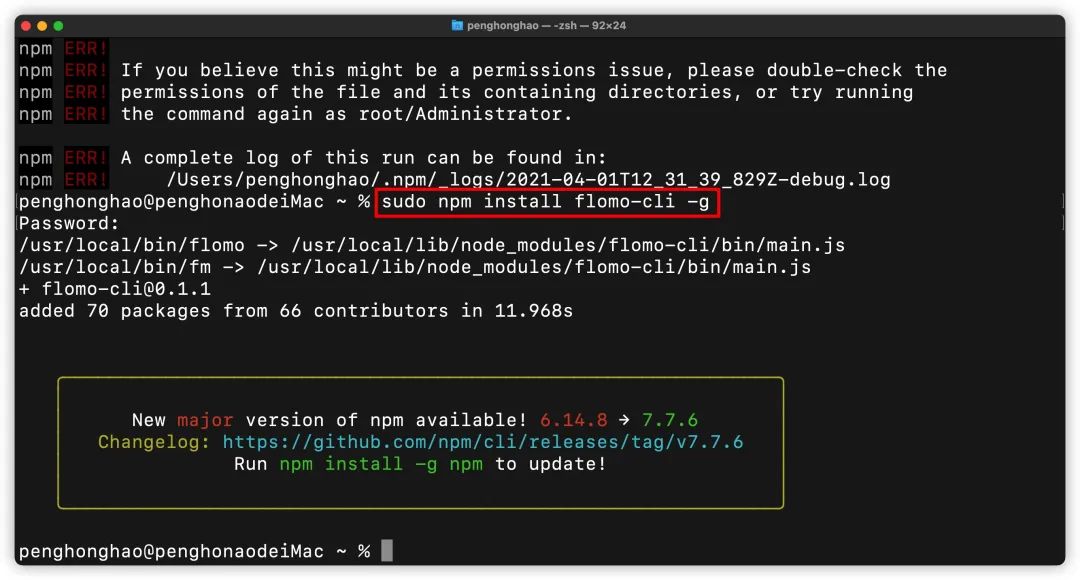 penghonghao — -zsh — 92×24
npm ERR!
npm ERR! If you believe this might be a permissions issue, please double-check the
npm ERR! permissions of the file and its containing directories, or try running
npm ERR! the command again as root/Administrator.
npm ERR! A complete log of this run can be found in:
npm ERR!     /Users/penghonghao/.npm/_logs/2021-04-01T12_31_39_829Z-debug.log
penghonghao@penghonaodeiMac ~ % sudo npm install flomo-cli -g
Password:
/usr/local/bin/flomo -> /usr/local/lib/node_modules/flomo-cli/bin/main.js
/usr/local/bin/fm -> /usr/local/lib/node_modules/flomo-cli/bin/main.js
+ flomo-cli@0.1.1
added 70 packages from 66 contributors in 11.968s
New major version of npm available! 6.14.8 → 7.7.6
Changelog: https://github.com/npm/cli/releases/tag/v7.7.6
Run npm install -g npm to update!
penghonghao@penghonaodeiMac ~ %